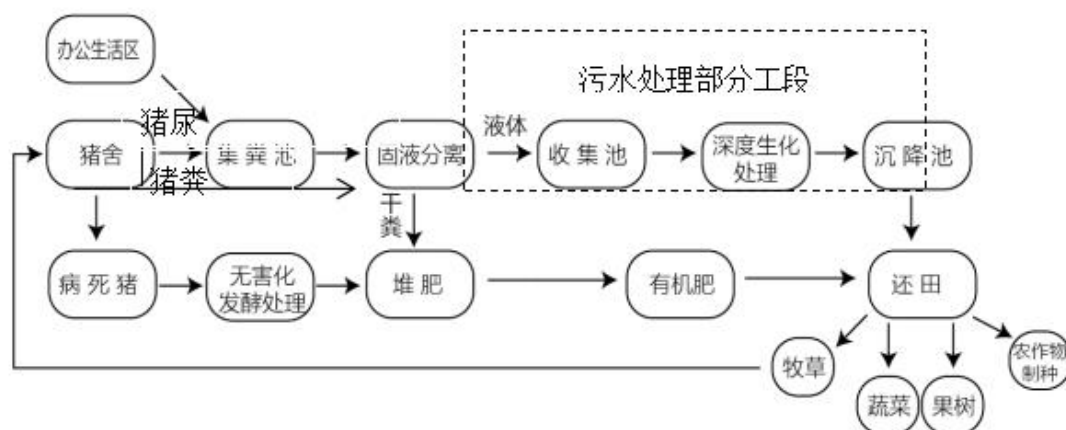 办公生活区
污水处理部分工段
猪舍
猪尿
猪粪
集粪池
固液分离
液体
收集池
深度生化
处理
沉降池
干
粪
病死猪
无害化
发酵处理
堆肥
有机肥
还田
牧草
蔬菜
果树
农作物
制种